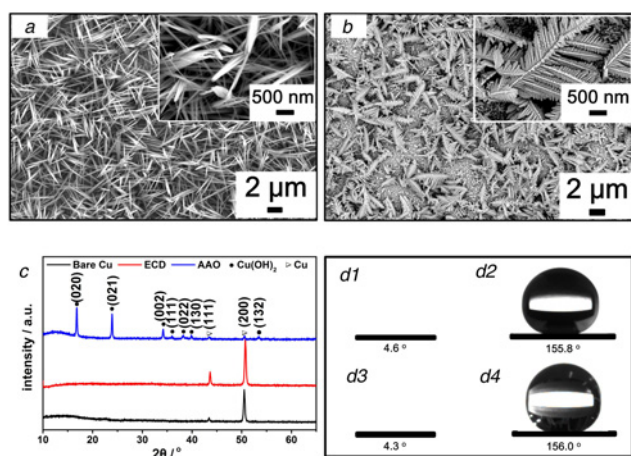 a
500 nm
2 µm
b
500 nm
2 µm
c
Bare Cu ECD AAO • Cu(OH)2 ▹ Cu
(020)
(021)
(002)
(111)
(022)
(130)
(111)
(200)
(132)
intensity / a.u.
10 20 30 40 50 60
2θ / °
d1
4.6 °
d2
155.8 °
d3
4.3 °
d4
156.0 °